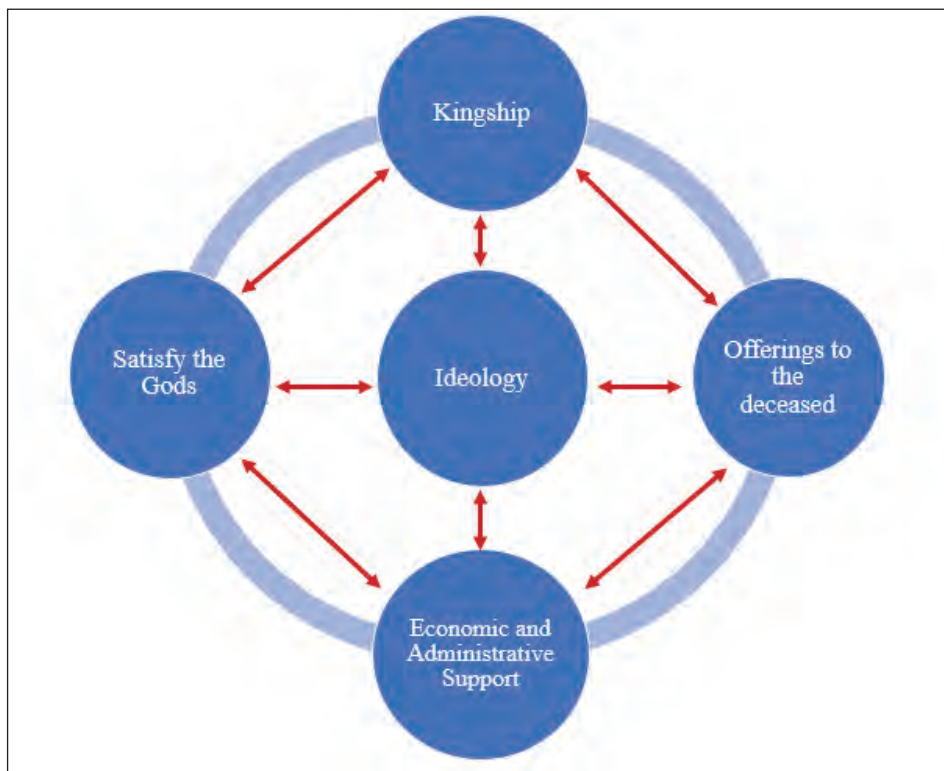 Kingship
Satisfy the
Gods
Ideology
Offerings to
the
deceased
Economic and
Administrative
Support